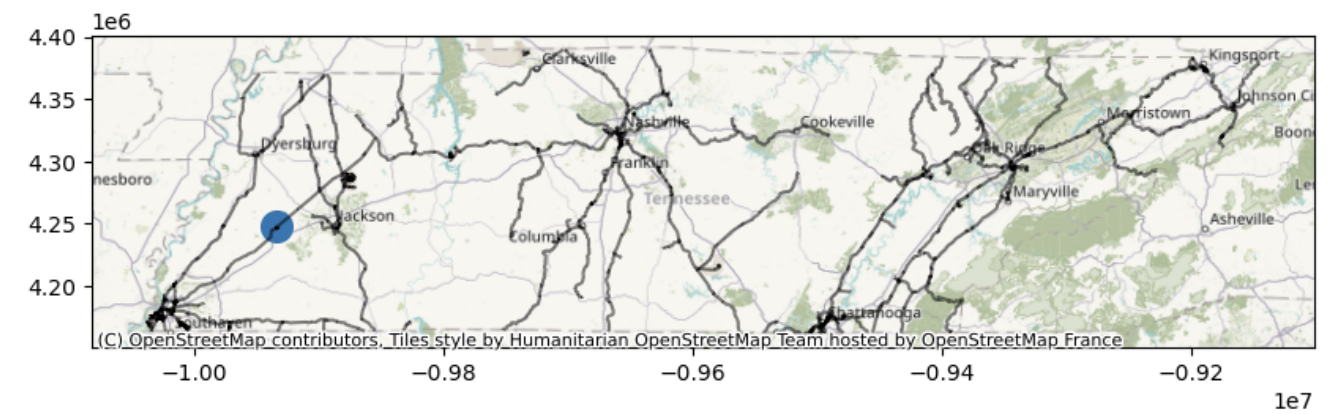 1e6
4.40
4.35
4.30
4.25
4.20
Clarksville
Kingsport
Johnson Ci
Nashville
Cookeville
Morristown
Dyersburg
Oak Ridge
Boon
Franklin
nesboro
Tennessee
Maryville
Le
Jackson
Asheville
Columbia
Southaven
Chattanooga
(C) OpenStreetMap contributors, Tiles style by Humanitarian OpenStreetMap Team hosted by OpenStreetMap France
−1.00
−0.98
−0.96
−0.94
−0.92
1e7